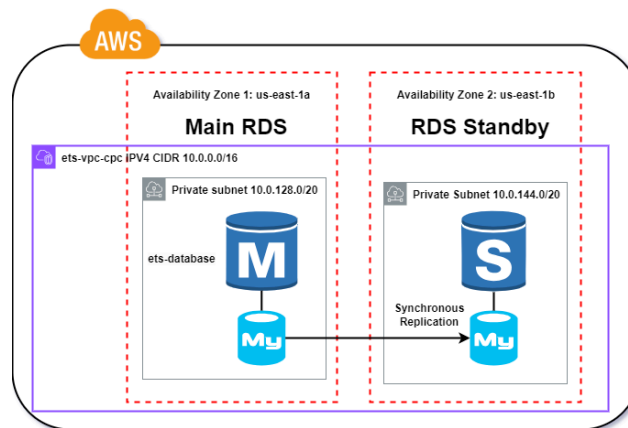 AWS
Availability Zone 1: us-east-1a
Availability Zone 2: us-east-1b
Main RDS
RDS Standby
ets-vpc-cpc IPV4 CIDR 10.0.0.0/16
Private subnet 10.0.128.0/20
Private Subnet 10.0.144.0/20
ets-database
M
S
Synchronous
Replication
My
My